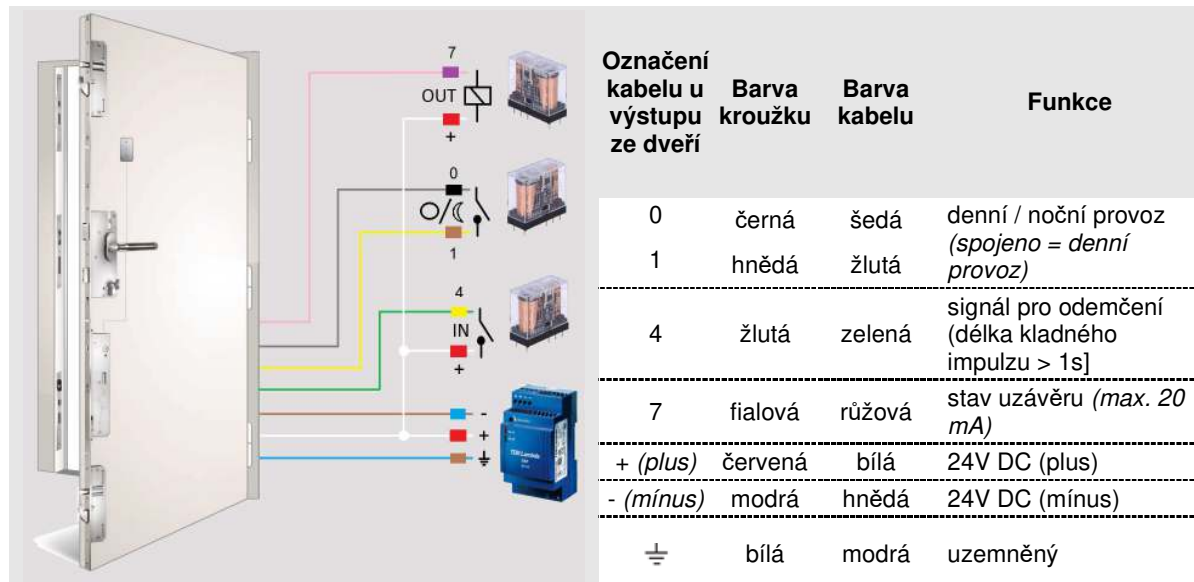 7
OUT
+
0
1
4
IN
+
-
+
Označení
kabelu u
výstupu
ze dveří
Barva
kroužku
Barva
kabelu
Funkce
0 černá šedá denní / noční provoz
(spojeno = denní
provoz)
1 hnědá žlutá
4 žlutá zelená signál pro odemčení
(délka kladného
impulzu > 1s]
7 fialová růžová stav uzávěru (max. 20
mA)
+ (plus) červená bílá 24V DC (plus)
- (mínus) modrá hnědá 24V DC (mínus)
⏚ bílá modrá uzemněný